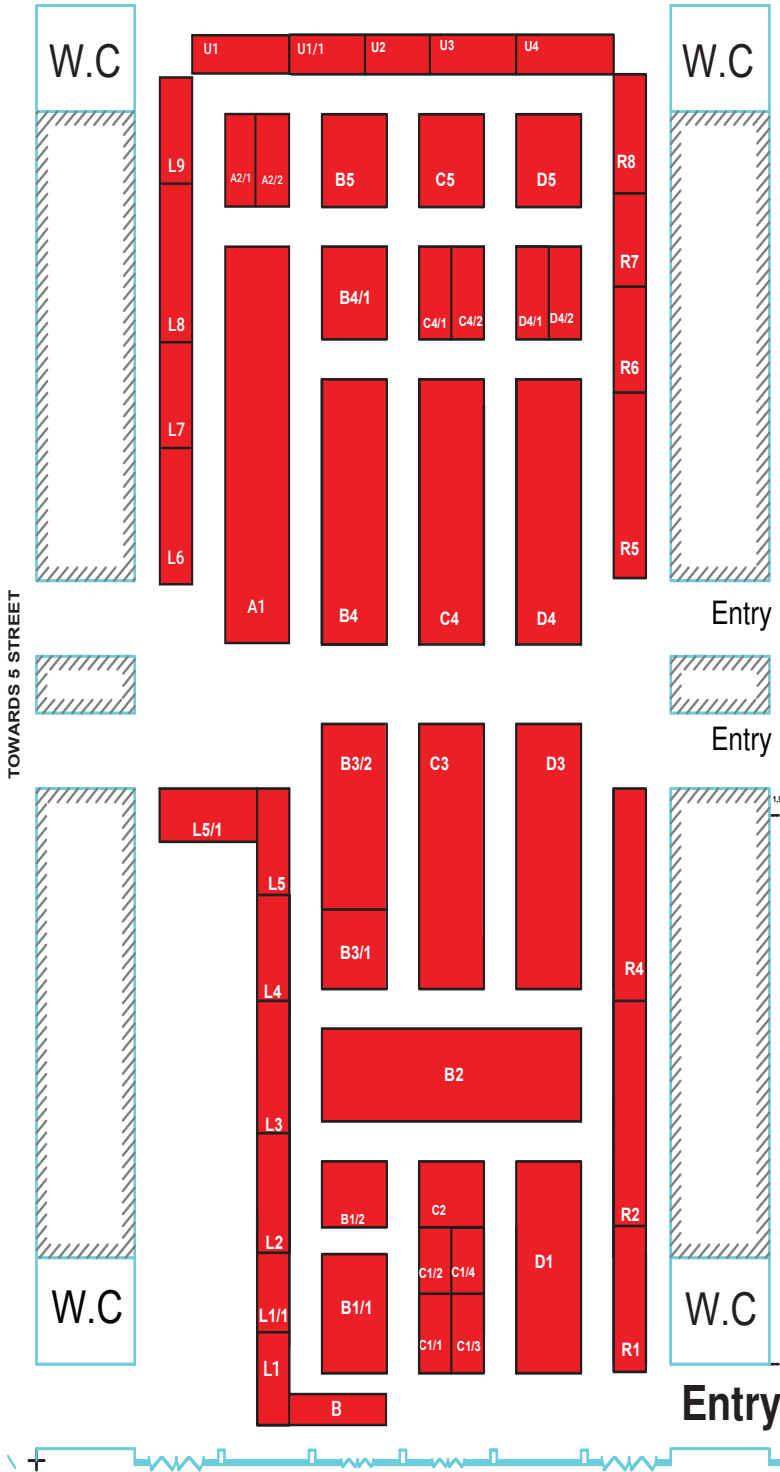 W.C
U1
U1/1
U2
U3
U4
W.C
L9
A2/1
A2/2
B5
C5
D5
R8
L8
B4/1
C4/1
C4/2
D4/1
D4/2
R7
R6
L7
L6
A1
B4
C4
D4
R5
Entry
TOWARDS 5 STREET
B3/2
C3
D3
Entry
L5/1
L5
B3/1
L4
R4
B2
L3
B1/2
C2
R2
L2
C1/2
C1/4
D1
W.C
L1/1
B1/1
C1/1
C1/3
R1
W.C
L1
B
Entry